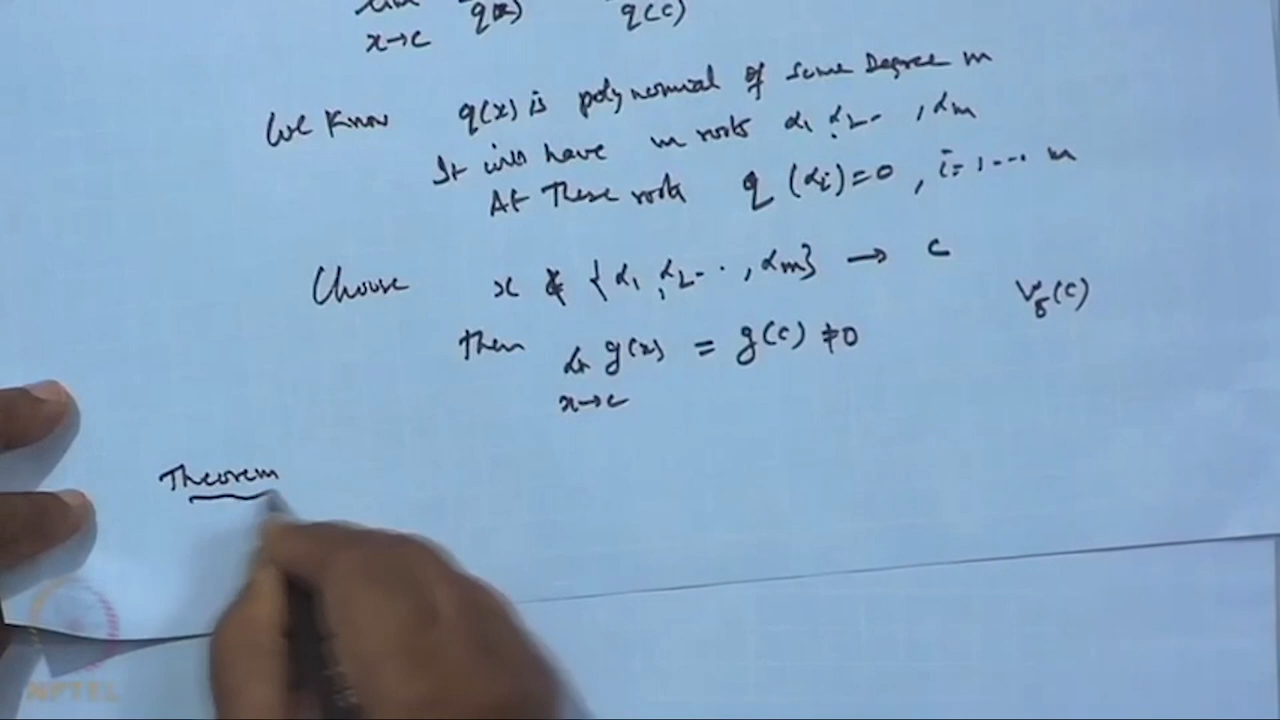 x→c q(x) q(c)
We Know q(x) is polynomial of some Degree m
It will have m roots α1 α2.. , αm
At These roots q (αi)=0 , i=1... m
Choose x ∉ {α1, α2.. , αm} → c
Vδ(c)
then g(x) = g(c) ≠0
x→c
Theorem
NPTEL